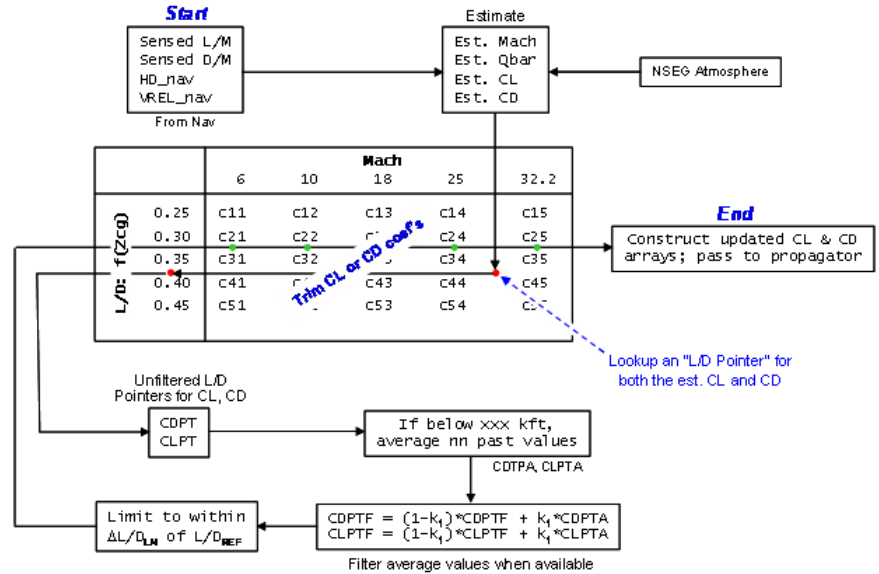 Start
Sensed L/M
Sensed D/M
HD_nav
VREL_nav
From Nav
Estimate
Est. Mach
Est. Qbar
Est. CL
Est. CD
NSEG Atmosphere
Mach
6 10 18 25 32.2
L/D: f(Zcg)
0.25 c11 c12 c13 c14 c15
0.30 c21 c22 c24 c25
0.35 c31 c32 c34 c35
0.40 c41 c43 c44 c45
0.45 c51 c53 c54
Trim CL or CD coef's
End
Construct updated CL & CD
arrays; pass to propagator
Lookup an "L/D Pointer" for
both the est. CL and CD
Unfiltered L/D
Pointers for CL, CD
CDPT
CLPT
If below xxx kft,
average nn past values
CDTPA, CLPTA
CDPTF = (1-k1)*CDPTF + k1*CDPTA
CLPTF = (1-k1)*CLPTF + k1*CLPTA
Filter average values when available
Limit to within
ΔL/DLIM of L/DREF